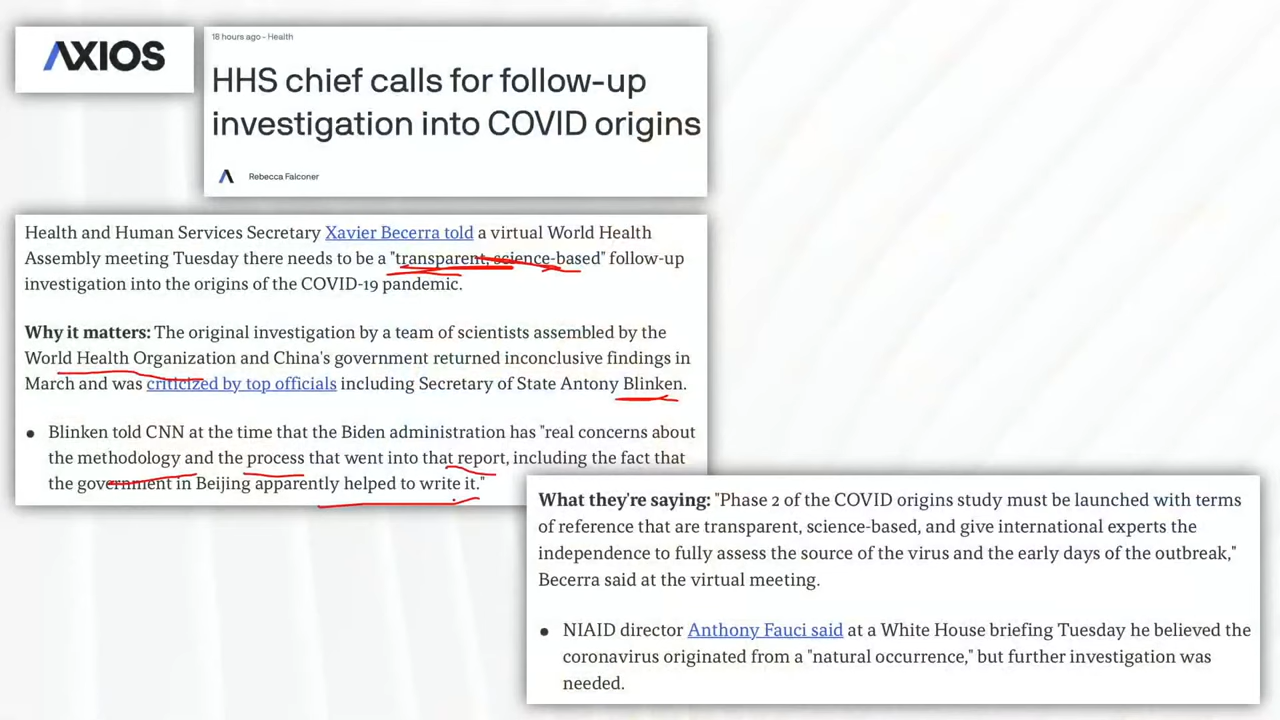 AXIOS
18 hours ago - Health
HHS chief calls for follow-up
investigation into COVID origins
Rebecca Falconer
Health and Human Services Secretary Xavier Becerra told a virtual World Health
Assembly meeting Tuesday there needs to be a "transparent, science-based" follow-up
investigation into the origins of the COVID-19 pandemic.
Why it matters: The original investigation by a team of scientists assembled by the
World Health Organization and China's government returned inconclusive findings in
March and was criticized by top officials including Secretary of State Antony Blinken.
• Blinken told CNN at the time that the Biden administration has "real concerns about
the methodology and the process that went into that report, including the fact that
the government in Beijing apparently helped to write it."
What they're saying: "Phase 2 of the COVID origins study must be launched with terms
of reference that are transparent, science-based, and give international experts the
independence to fully assess the source of the virus and the early days of the outbreak,"
Becerra said at the virtual meeting.
• NIAID director Anthony Fauci said at a White House briefing Tuesday he believed the
coronavirus originated from a "natural occurrence," but further investigation was
needed.